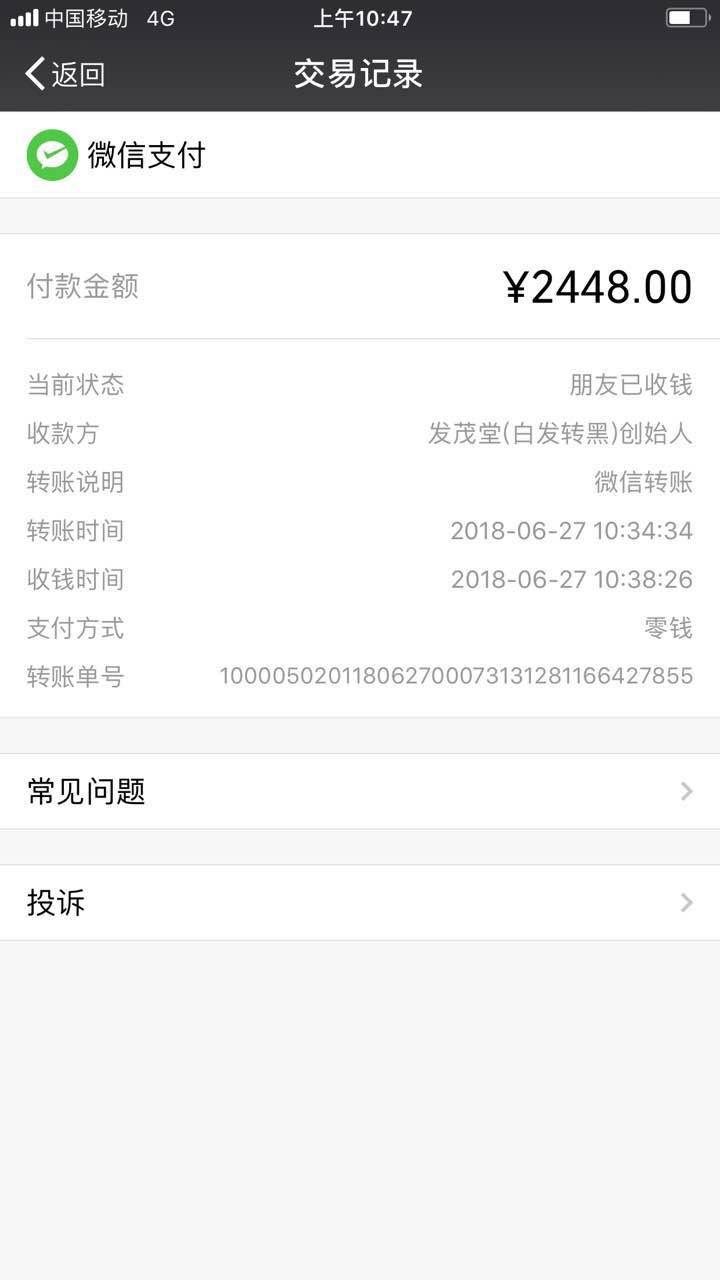 中国移动 4G 上午10:47
返回 交易记录
微信支付
付款金额 ¥2448.00
当前状态 朋友已收钱
收款方 发茂堂(白发转黑)创始人
转账说明 微信转账
转账时间 2018-06-27 10:34:34
收钱时间 2018-06-27 10:38:26
支付方式 零钱
转账单号 100005020118062700073131281166427855
常见问题
投诉